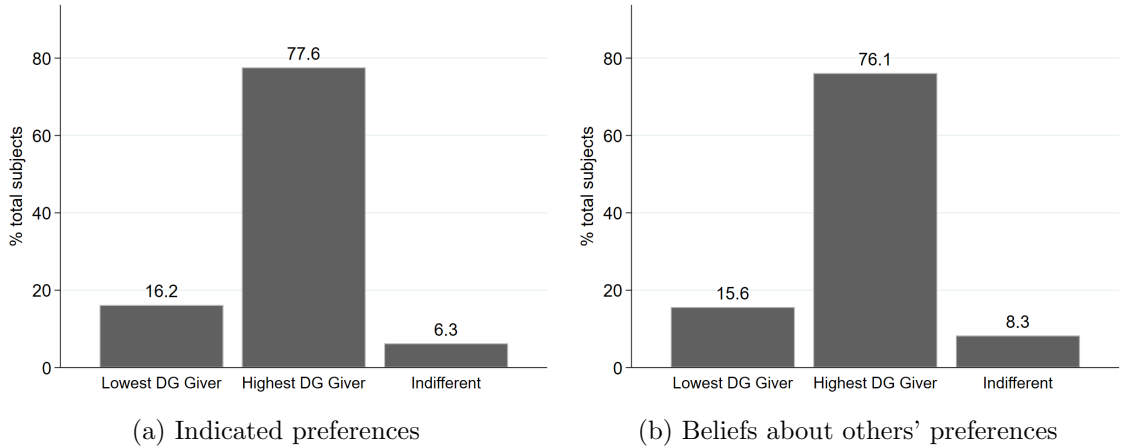 % total subjects
80
60
40
20
0
16.2
77.6
6.3
Lowest DG Giver
Highest DG Giver
Indifferent
(a) Indicated preferences
% total subjects
80
60
40
20
0
15.6
76.1
8.3
Lowest DG Giver
Highest DG Giver
Indifferent
(b) Beliefs about others' preferences